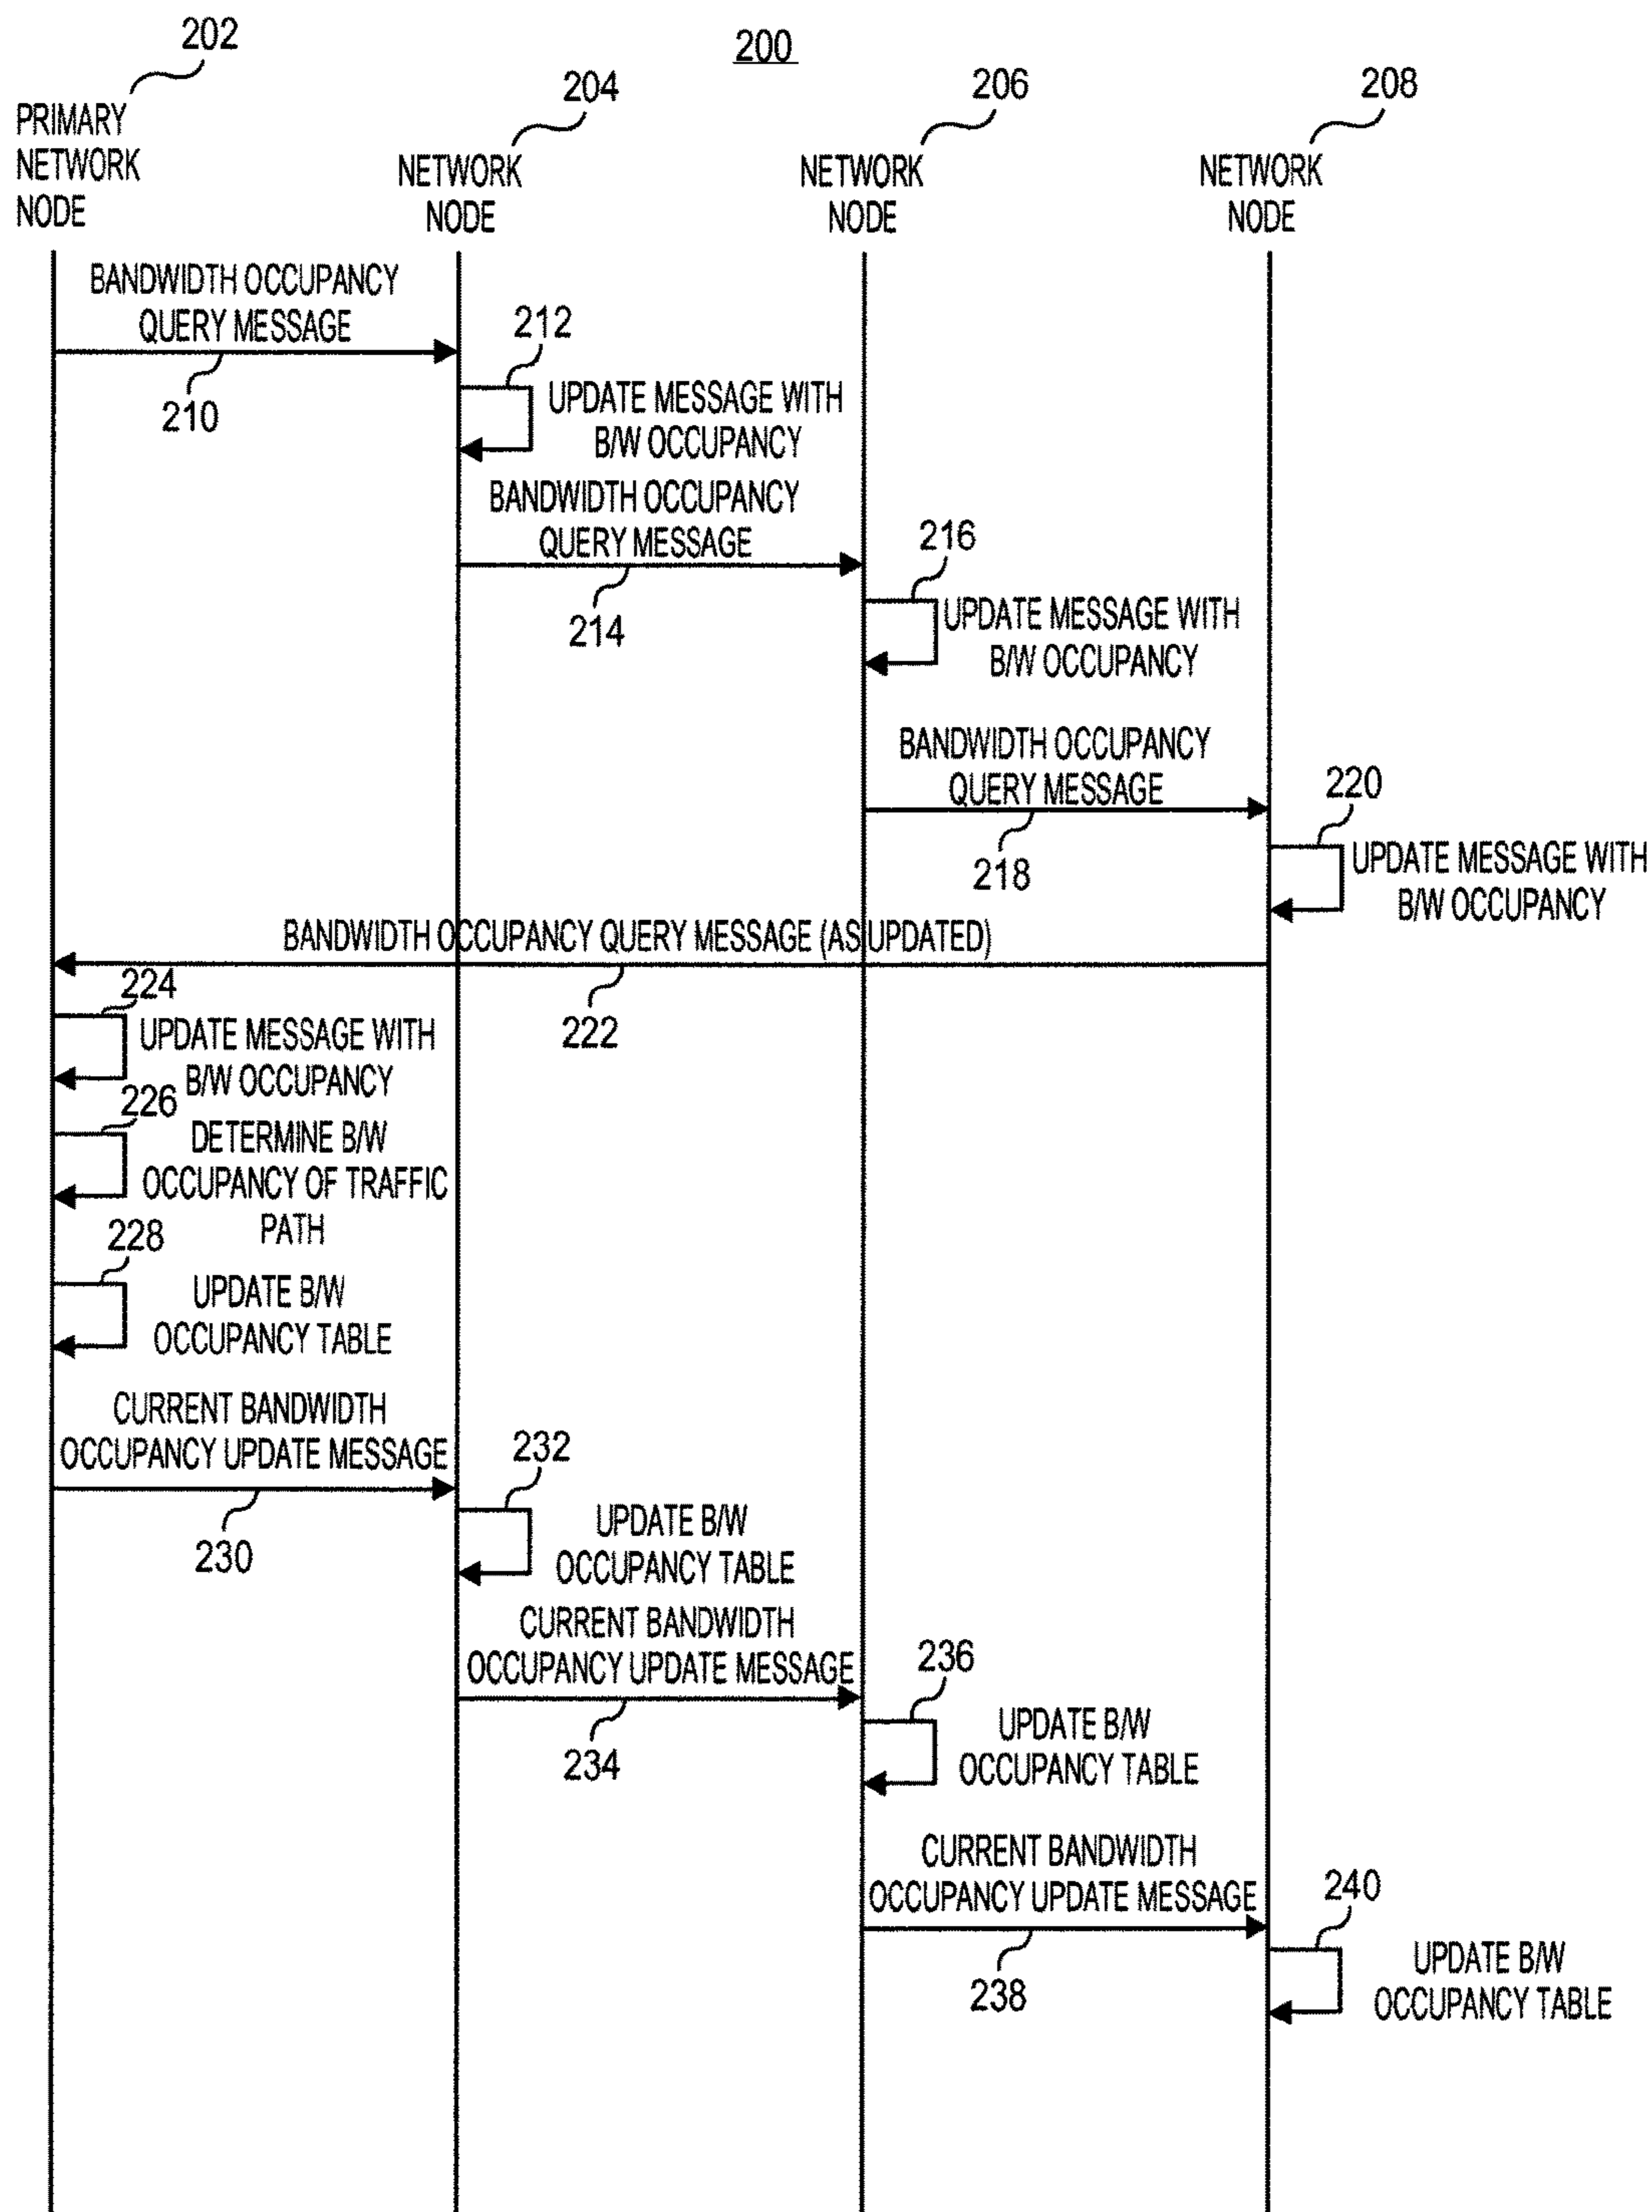 200
202
PRIMARY
NETWORK
NODE
204
NETWORK
NODE
206
NETWORK
NODE
208
NETWORK
NODE
BANDWIDTH OCCUPANCY
QUERY MESSAGE
210
212
UPDATE MESSAGE WITH
B/W OCCUPANCY
BANDWIDTH OCCUPANCY
QUERY MESSAGE
214
216
UPDATE MESSAGE WITH
B/W OCCUPANCY
BANDWIDTH OCCUPANCY
QUERY MESSAGE
218
220
UPDATE MESSAGE WITH
B/W OCCUPANCY
BANDWIDTH OCCUPANCY QUERY MESSAGE (AS UPDATED)
222
224
UPDATE MESSAGE WITH
B/W OCCUPANCY
226
DETERMINE B/W
OCCUPANCY OF TRAFFIC
PATH
228
UPDATE B/W
OCCUPANCY TABLE
CURRENT BANDWIDTH
OCCUPANCY UPDATE MESSAGE
230
232
UPDATE B/W
OCCUPANCY TABLE
CURRENT BANDWIDTH
OCCUPANCY UPDATE MESSAGE
234
236
UPDATE B/W
OCCUPANCY TABLE
CURRENT BANDWIDTH
OCCUPANCY UPDATE MESSAGE
238
240
UPDATE B/W
OCCUPANCY TABLE